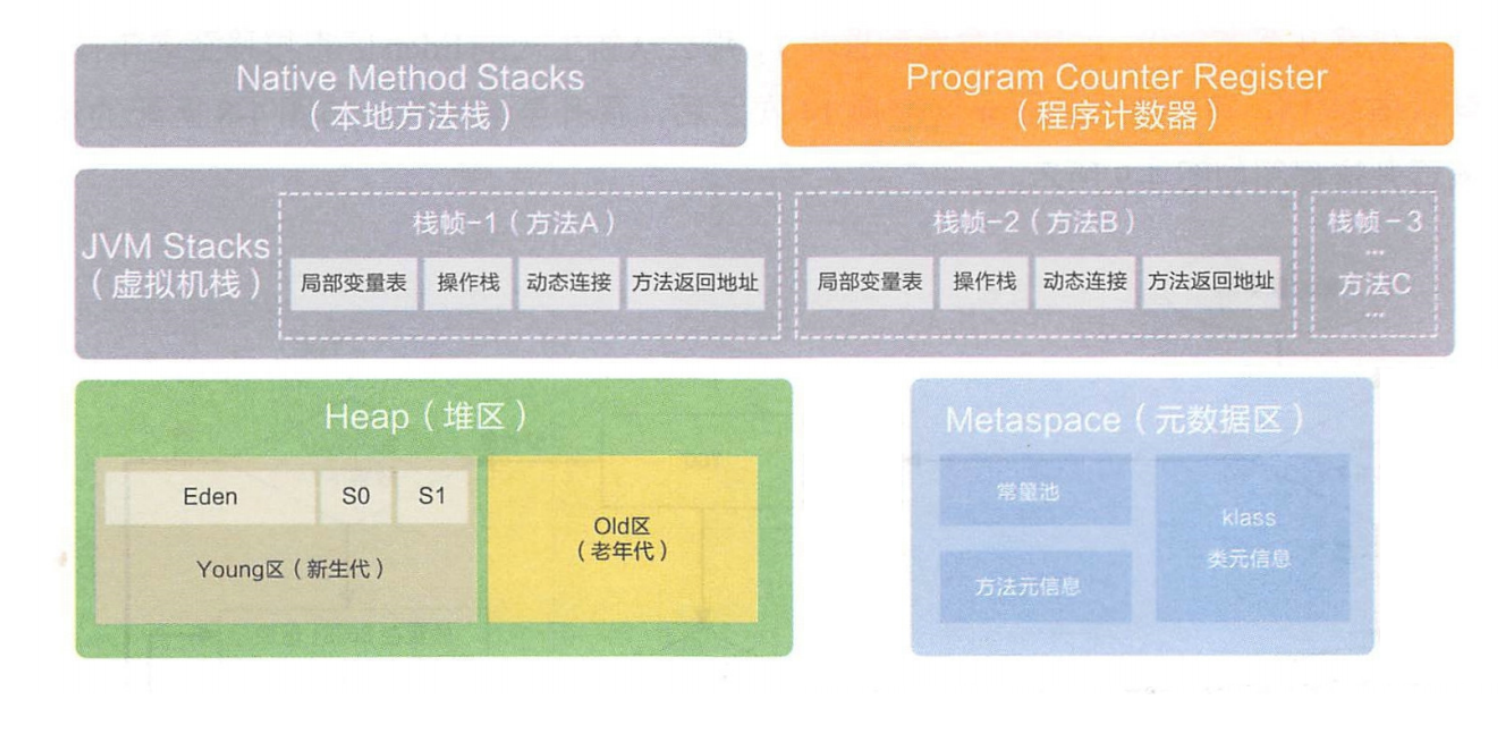 Native Method Stacks
（本地方法栈）
Program Counter Register
（程序计数器）
JVM Stacks
（虚拟机栈）
栈帧-1（方法A）
局部变量表
操作栈
动态连接
方法返回地址
栈帧-2（方法B）
局部变量表
操作栈
动态连接
方法返回地址
栈帧-3
...
方法C
...
Heap（堆区）
Eden
S0
S1
Young区（新生代）
Old区
（老年代）
Metaspace（元数据区）
常量池
方法元信息
klass
类元信息